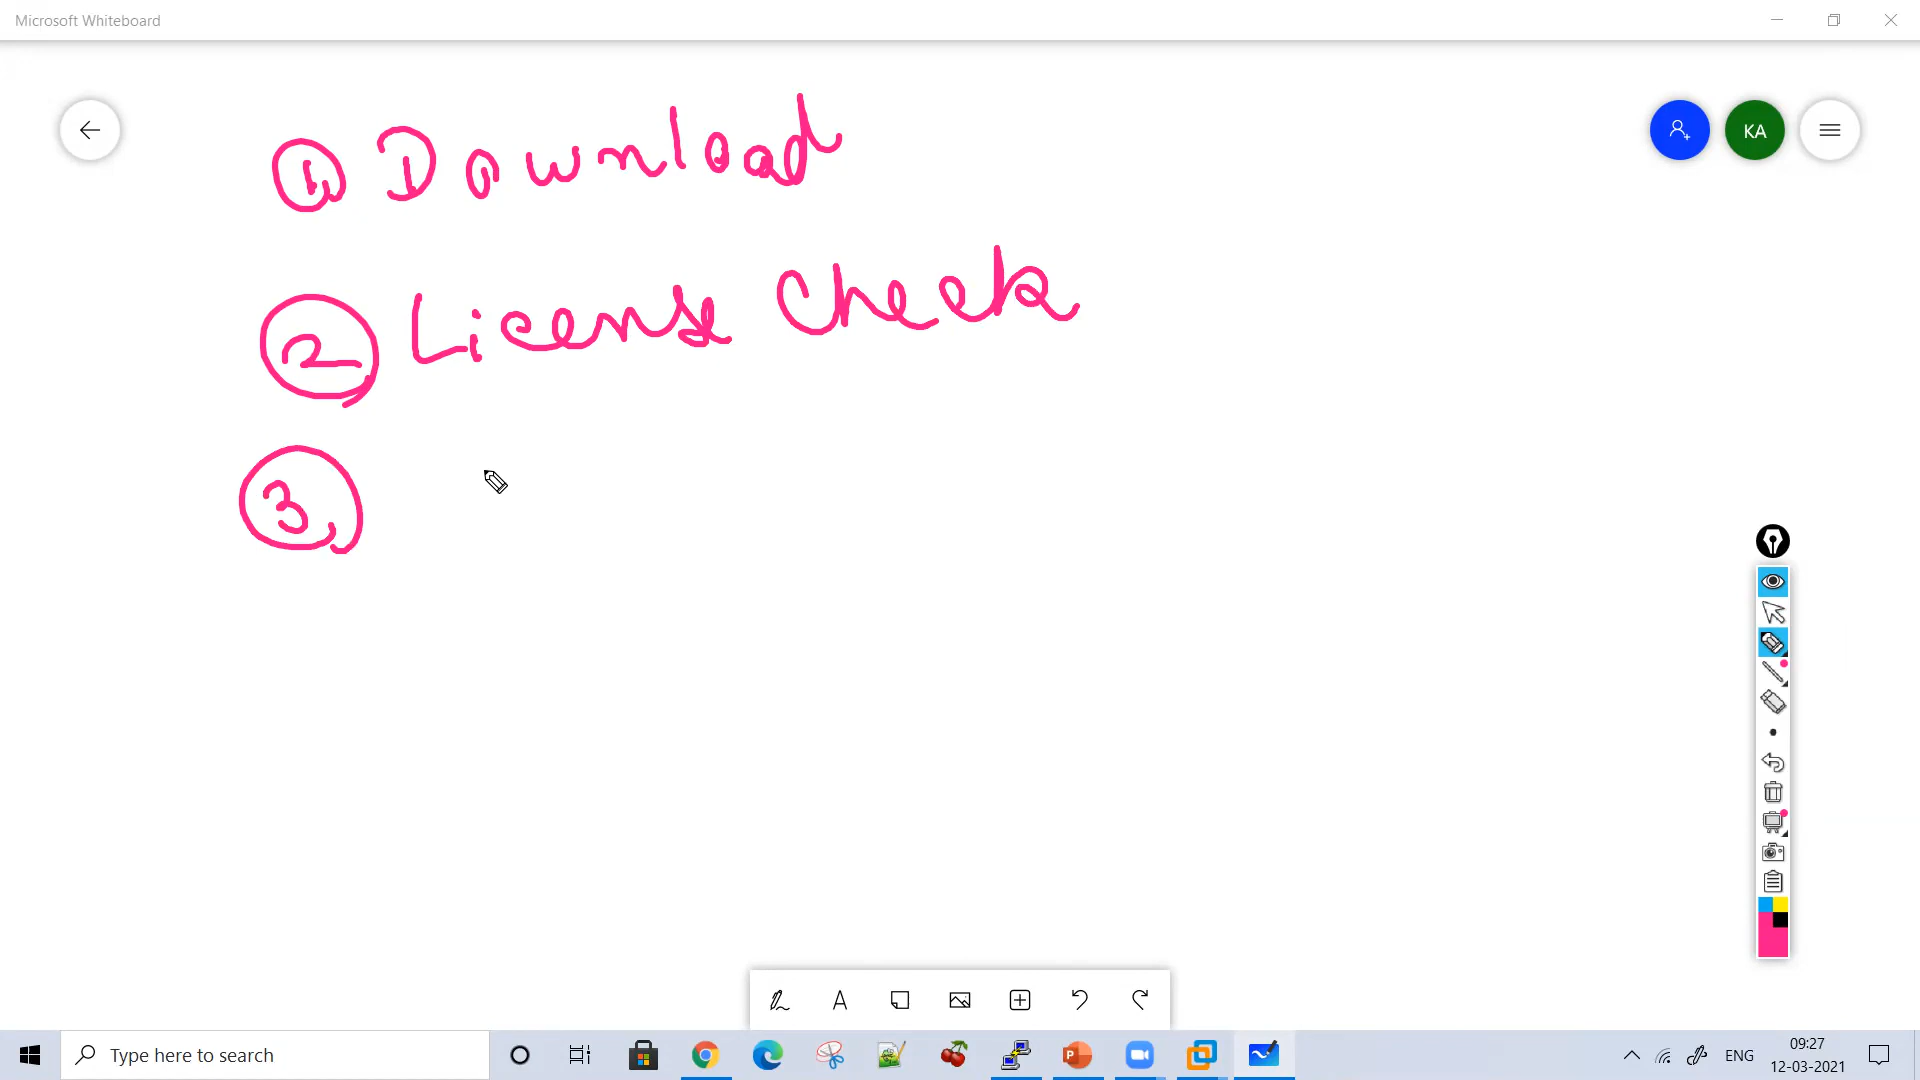 Microsoft Whiteboard
1, Download
KA
2, License Check
3,
Type here to search
ENG
09:27
12-03-2021